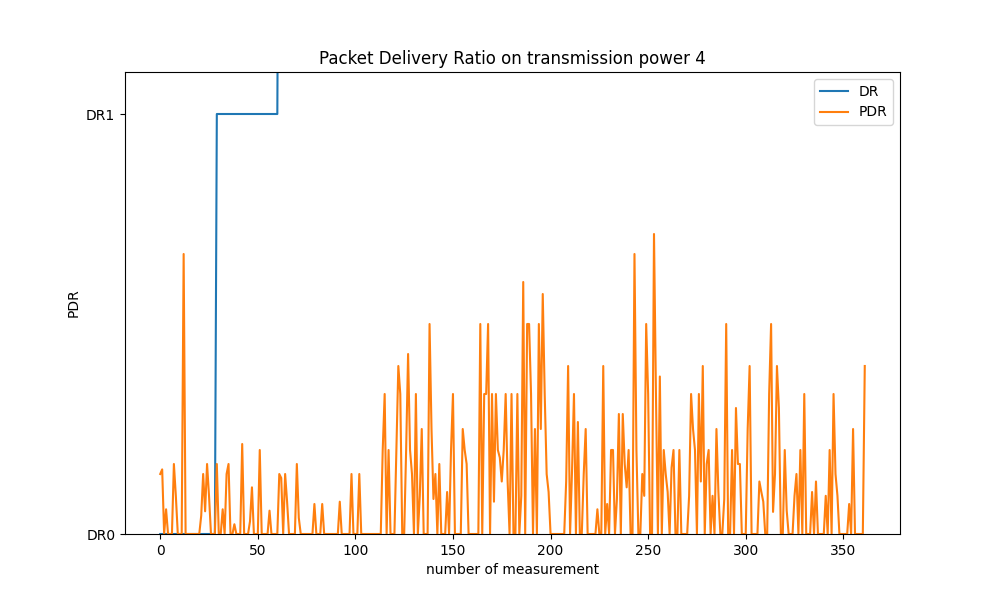 Packet Delivery Ratio on transmission power 4
DR
PDR
DR1
PDR
DR0
0 50 100 150 200 250 300 350
number of measurement